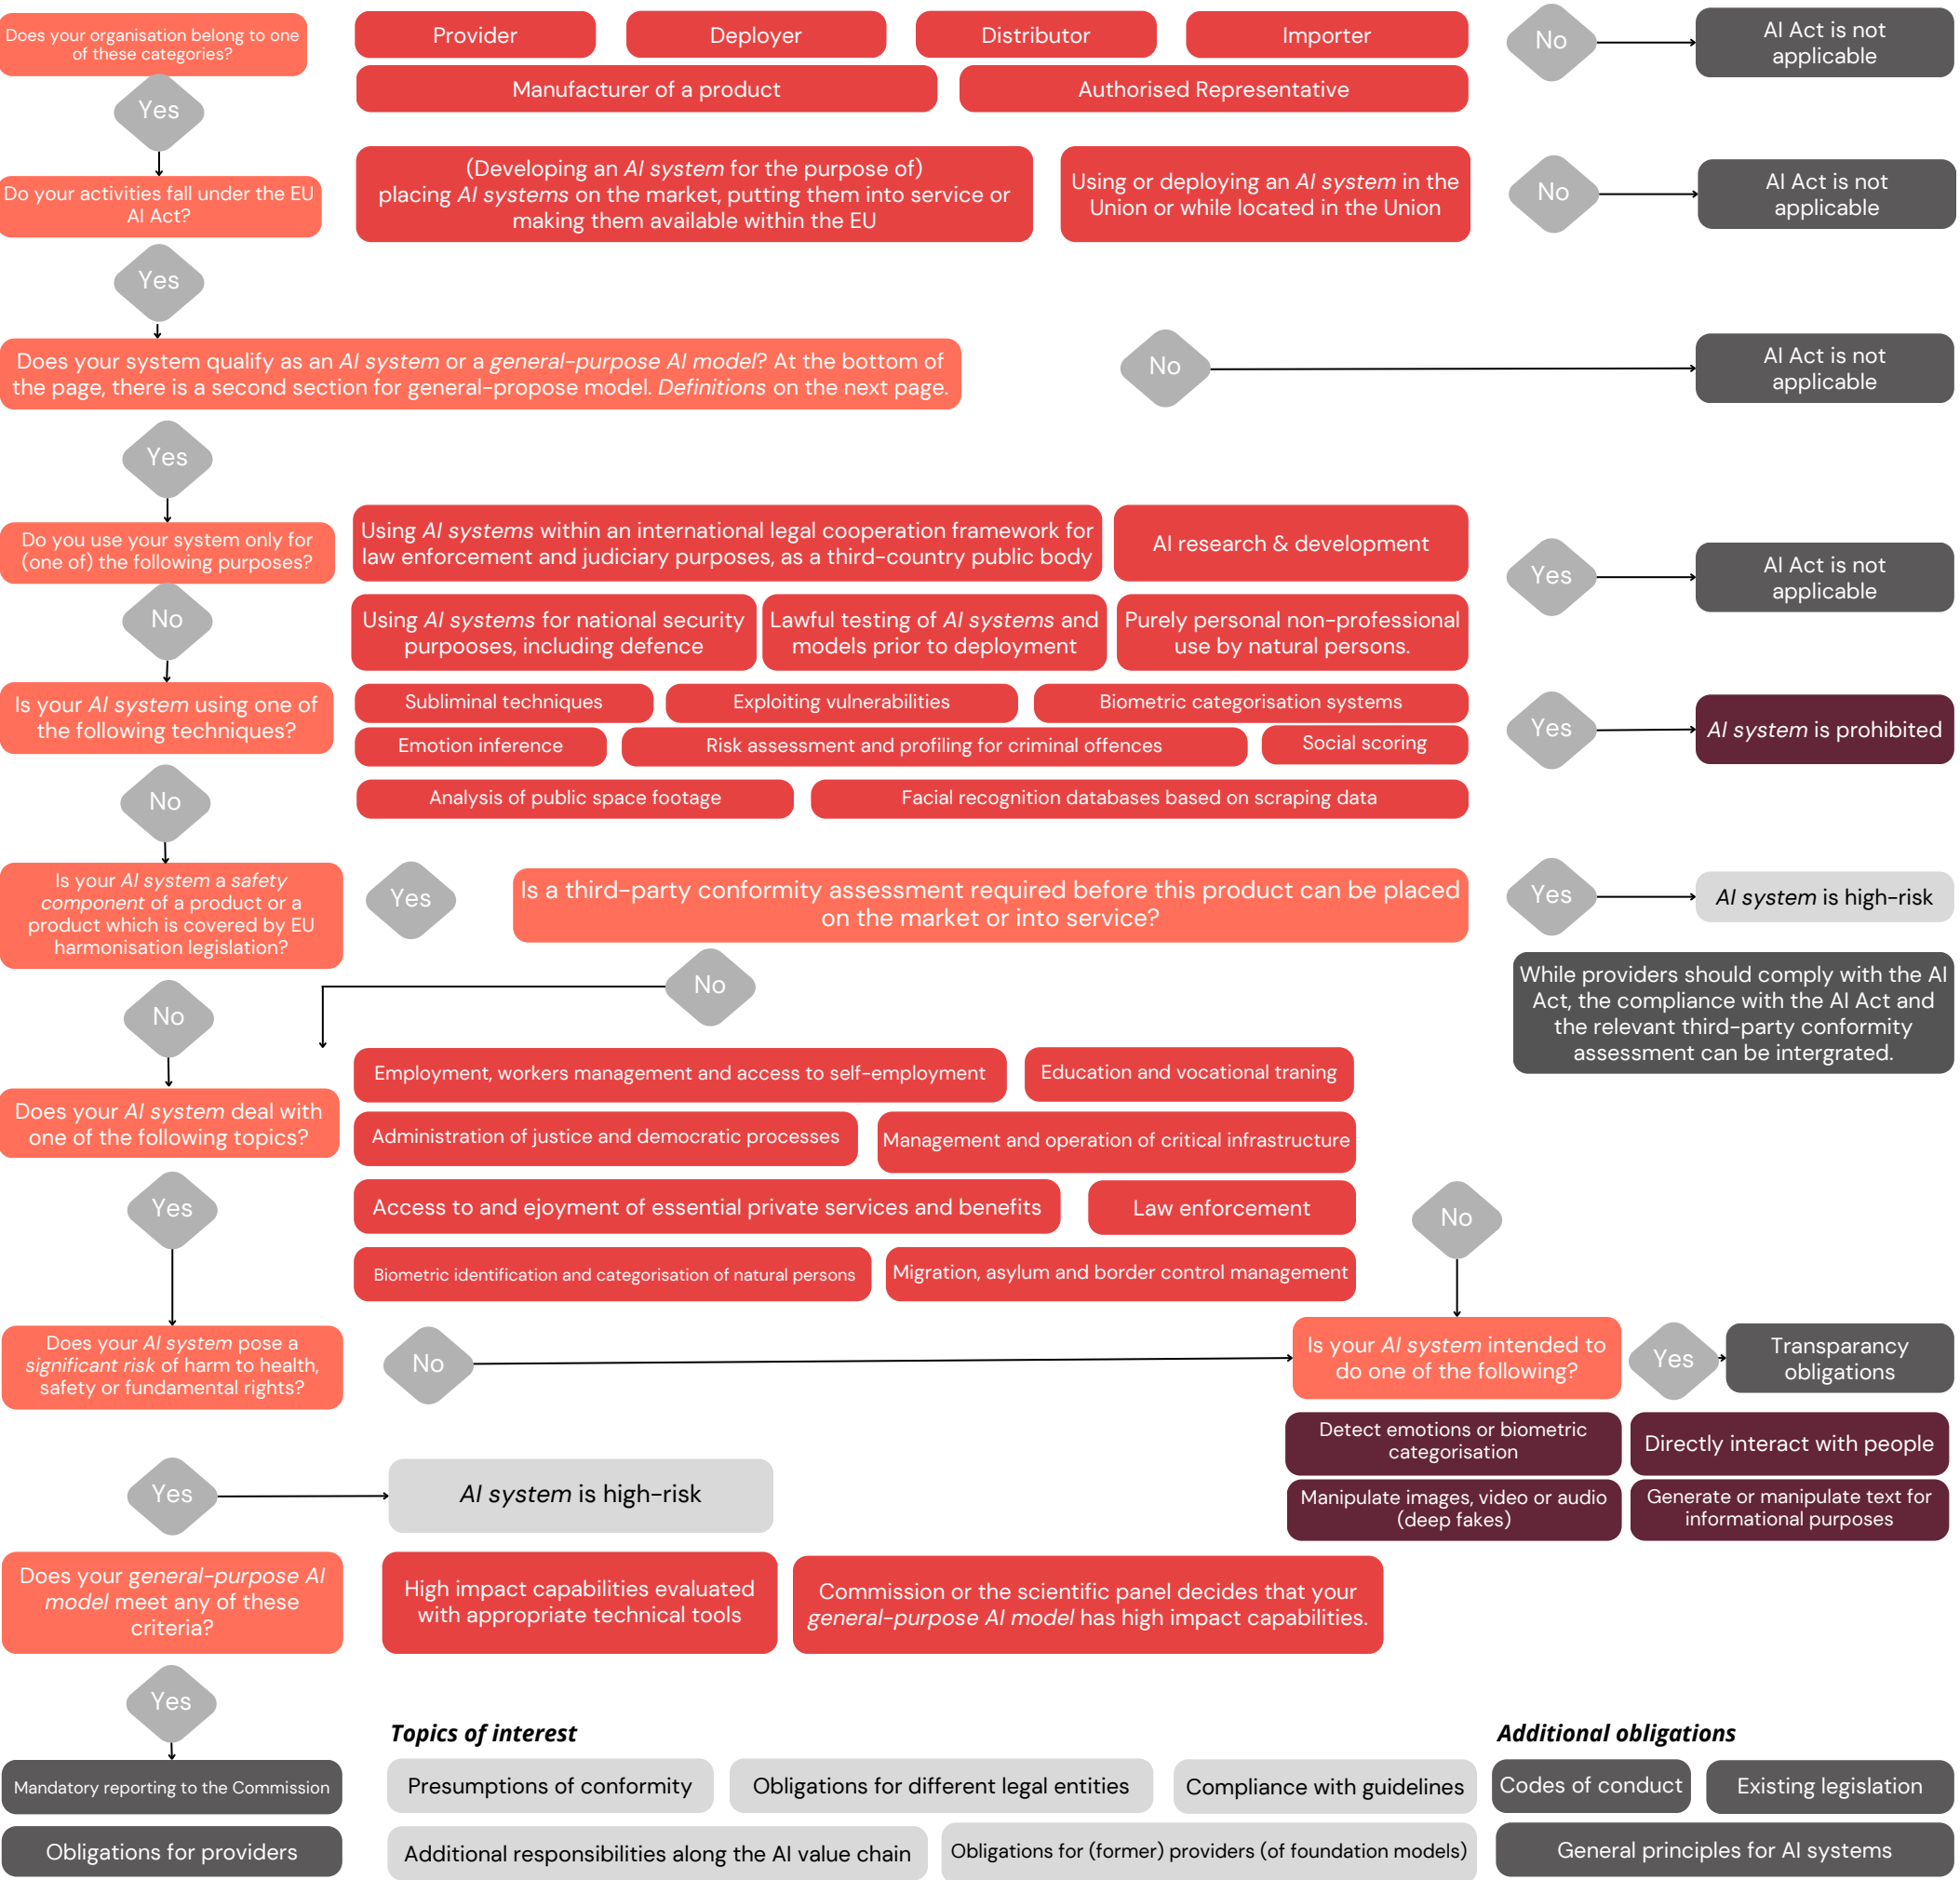 Does your organisation belong to one
of these categories?
Provider
Deployer
Distributor
Importer
No
AI Act is not
applicable
Manufacturer of a product
Authorised Representative
Yes
Do your activities fall under the EU
AI Act?
(Developing an AI system for the purpose of)
placing AI systems on the market, putting them into service or
making them available within the EU
Using or deploying an AI system in the
Union or while located in the Union
No
AI Act is not
applicable
Yes
Does your system qualify as an AI system or a general-purpose AI model? At the bottom of
the page, there is a second section for general-propose model. Definitions on the next page.
No
AI Act is not
applicable
Yes
Do you use your system only for
(one of) the following purposes?
Using AI systems within an international legal cooperation framework for
law enforcement and judiciary purposes, as a third-country public body
AI research & development
Yes
AI Act is not
applicable
No
Using AI systems for national security
purpooses, including defence
Lawful testing of AI systems and
models prior to deployment
Purely personal non-professional
use by natural persons.
Is your AI system using one of
the following techniques?
Subliminal techniques
Exploiting vulnerabilities
Biometric categorisation systems
Emotion inference
Risk assessment and profiling for criminal offences
Social scoring
Yes
AI system is prohibited
Analysis of public space footage
Facial recognition databases based on scraping data
No
Is your AI system a safety
component of a product or a
product which is covered by EU
harmonisation legislation?
Yes
Is a third-party conformity assessment required before this product can be placed
on the market or into service?
Yes
AI system is high-risk
No
While providers should comply with the AI
Act, the compliance with the AI Act and
the relevant third-party conformity
assessment can be intergrated.
No
Does your AI system deal with
one of the following topics?
Employment, workers management and access to self-employment
Education and vocational traning
Administration of justice and democratic processes
Management and operation of critical infrastructure
Access to and ejoyment of essential private services and benefits
Law enforcement
Biometric identification and categorisation of natural persons
Migration, asylum and border control management
Yes
No
Does your AI system pose a
significant risk of harm to health,
safety or fundamental rights?
No
Is your AI system intended to
do one of the following?
Yes
Transparancy
obligations
Detect emotions or biometric
categorisation
Directly interact with people
Manipulate images, video or audio
(deep fakes)
Generate or manipulate text for
informational purposes
Yes
AI system is high-risk
Does your general-purpose AI
model meet any of these
criteria?
High impact capabilities evaluated
with appropriate technical tools
Commission or the scientific panel decides that your
general-purpose AI model has high impact capabilities.
Yes
Mandatory reporting to the Commission
Obligations for providers
Topics of interest
Presumptions of conformity
Obligations for different legal entities
Compliance with guidelines
Additional responsibilities along the AI value chain
Obligations for (former) providers (of foundation models)
Additional obligations
Codes of conduct
Existing legislation
General principles for AI systems